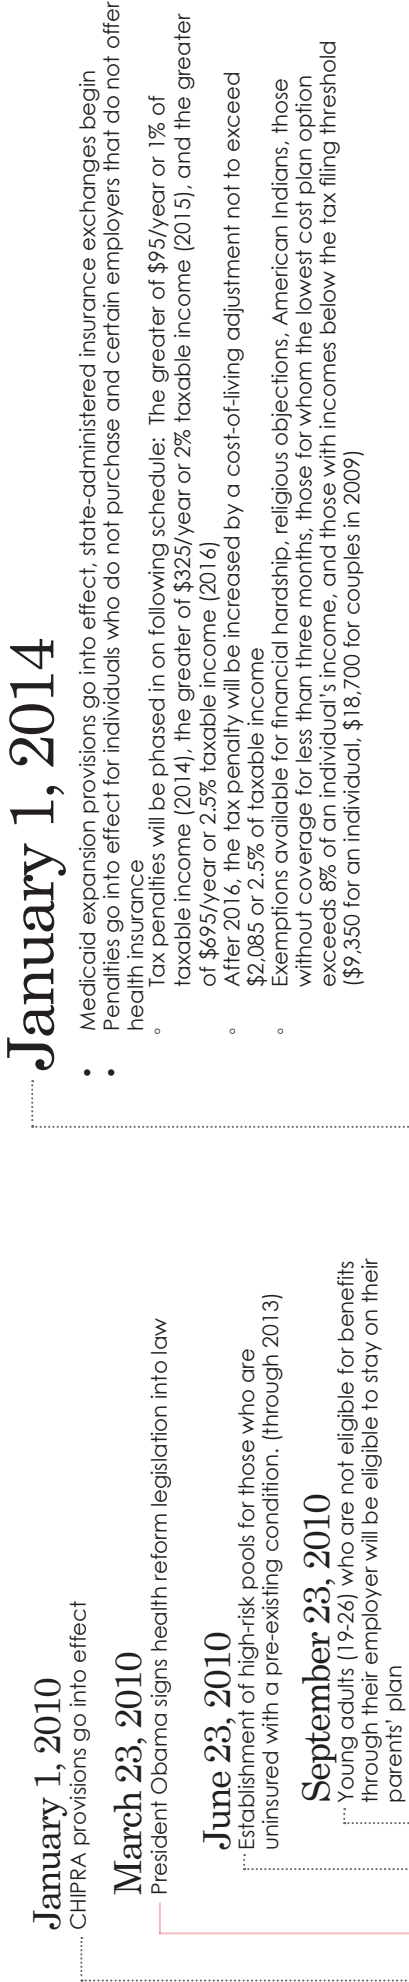 January 1, 2010
CHIPRA provisions go into effect
March 23, 2010
President Obama signs health reform legislation into law
June 23, 2010
Establishment of high-risk pools for those who are
uninsured with a pre-existing condition. (through 2013)
September 23, 2010
Young adults (19-26) who are not eligible for benefits
through their employer will be eligible to stay on their
parents' plan
January 1, 2014
• Medicaid expansion provisions go into effect, state-administered insurance exchanges begin
• Penalties go into effect for individuals who do not purchase and certain employers that do not offer
health insurance
° Tax penalties will be phased in on following schedule: The greater of $95/year or 1% of
taxable income (2014), the greater of $325/year or 2% taxable income (2015), and the greater
of $695/year or 2.5% taxable income (2016)
° After 2016, the tax penalty will be increased by a cost-of-living adjustment not to exceed
$2,085 or 2.5% of taxable income
° Exemptions available for financial hardship, religious objections, American Indians, those
without coverage for less than three months, those for whom the lowest cost plan option
exceeds 8% of an individual's income, and those with incomes below the tax filing threshold
($9,350 for an individual, $18,700 for couples in 2009)